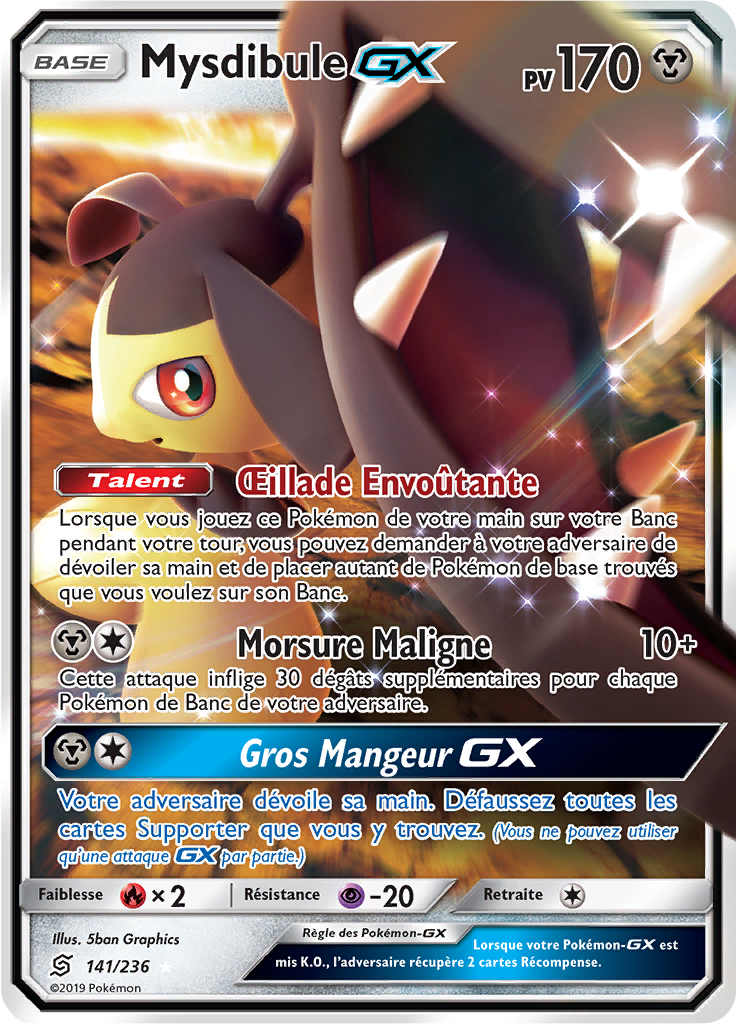 BASE Mysdibule GX PV 170
Talent Œillade Envoûtante
Lorsque vous jouez ce Pokémon de votre main sur votre Banc
pendant votre tour, vous pouvez demander à votre adversaire de
dévoiler sa main et de placer autant de Pokémon de base trouvés
que vous voulez sur son Banc.
Morsure Maligne 10+
Cette attaque inflige 30 dégâts supplémentaires pour chaque
Pokémon de Banc de votre adversaire.
Gros Mangeur GX
Votre adversaire dévoile sa main. Défaussez toutes les
cartes Supporter que vous y trouvez. (Vous ne pouvez utiliser
qu'une attaque GX par partie.)
Faiblesse ×2 Résistance -20 Retraite
Illus. 5ban Graphics
141/236
©2019 Pokémon
Règle des Pokémon-GX
Lorsque votre Pokémon-GX est
mis K.O., l'adversaire récupère 2 cartes Récompense.